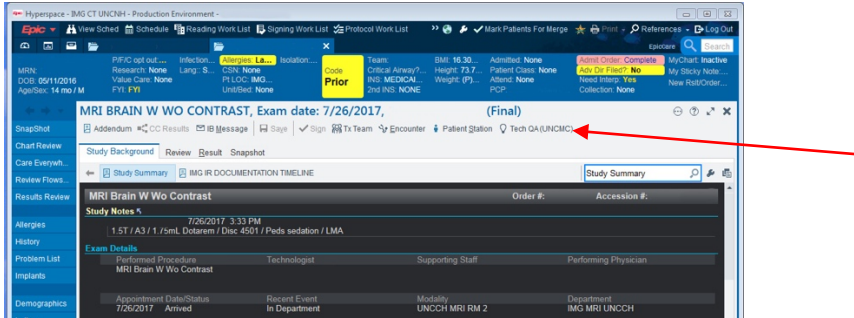 Hyperspace - IMG CT UNCNH - Production Environment -
Epic View Sched Schedule Reading Work List Signing Work List Protocol Work List Mark Patients For Merge Print References Log Out
EpicCare Search
P/F/C opt out:... Infection... Allergies: La... Isolation:... Team: BMI: 16.30... Admitted: None Admit Order: Complete MyChart: Inactive
MRN: Research: None Lang.: S... CSN: None Code Critical Airway?... Height: 73.7... Patient Class: None Adv Dir Filed?: No My Sticky Note:...
DOB: 05/11/2016 Value Care: None Pt LOC: IMG... Prior INS: MEDICAL... Weight: (P)... Attend: None Need Interp: Yes New Rslt/Order...
Age/Sex: 14 mo / M FYI: FYI Unit/Bed: None 2nd INS: NONE PCP: Collection: None
MRI BRAIN W WO CONTRAST, Exam date: 7/26/2017, (Final)
SnapShot
Addendum CC Results IB Message Save Sign Tx Team Encounter Patient Station Tech QA (UNCMC)
Chart Review
Study Background Review Result Snapshot
Care Everywh...
Study Summary IMG IR DOCUMENTATION TIMELINE Study Summary
Review Flows...
Results Review
MRI Brain W Wo Contrast Order #: Accession #:
Study Notes
7/26/2017 3:33 PM
1.5T / A3 / 1.75mL Dotarem / Disc 4501 / Peds sedation / LMA
Allergies
History
Exam Details
Problem List
Performed Procedure Technologist Supporting Staff Performing Physician
MRI Brain W Wo Contrast
Implants
Demographics
Appointment Date/Status Recent Event Modality Department
7/26/2017 Arrived In Department UNCCH MRI RM 2 IMG MRI UNCCH